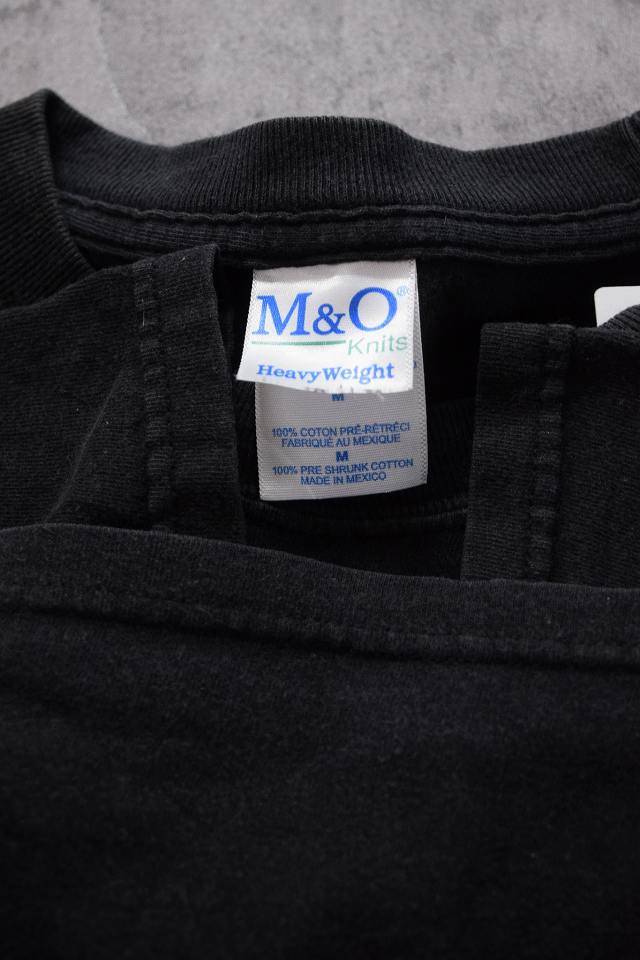 M&O®
Knits
HeavyWeight
M
100% COTON PRÉ-RÉTRÉCI
FABRIQUÉ AU MEXIQUE
M
100% PRE SHRUNK COTTON
MADE IN MEXICO